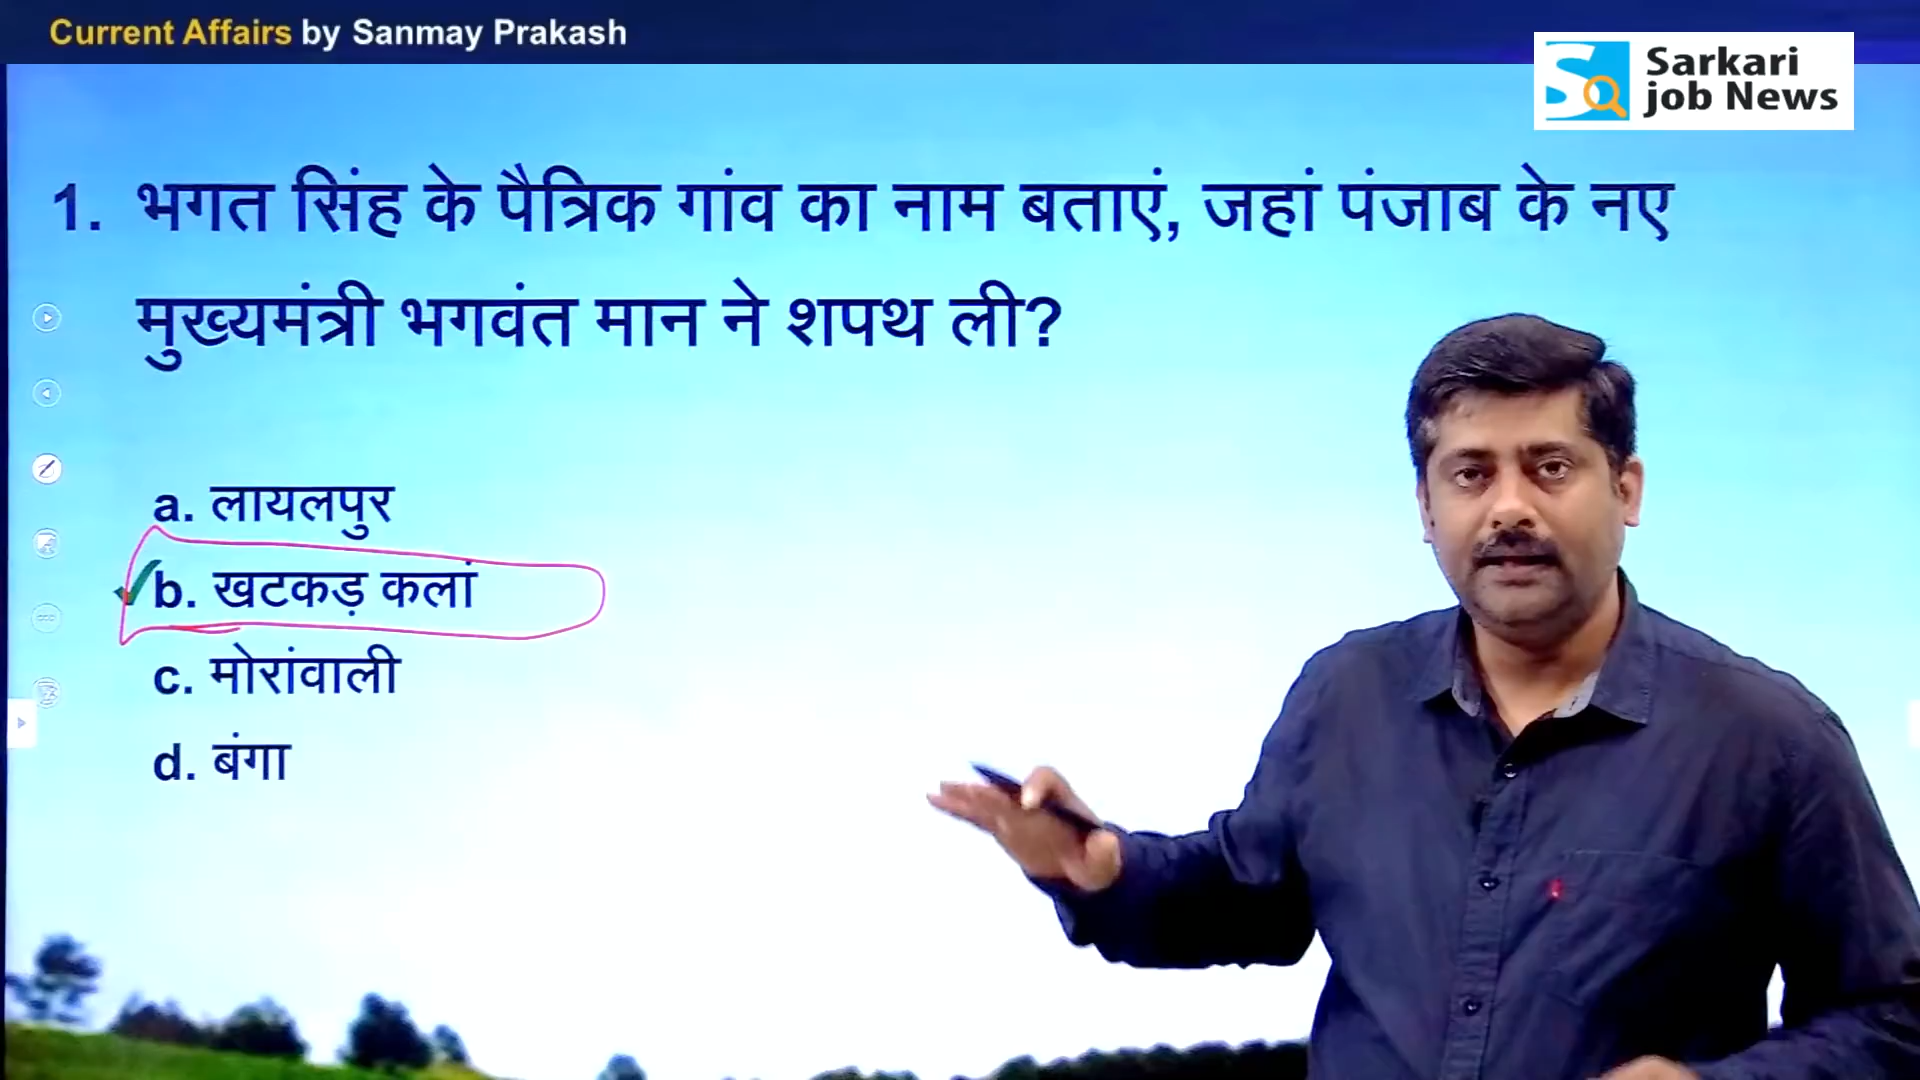 Current Affairs by Sanmay Prakash
Sarkari
job News
1. भगत सिंह के पैत्रिक गांव का नाम बताएं, जहां पंजाब के नए
मुख्यमंत्री भगवंत मान ने शपथ ली?
a. लायलपुर
b. खटकड़ कलां
c. मोरांवाली
d. बंगा